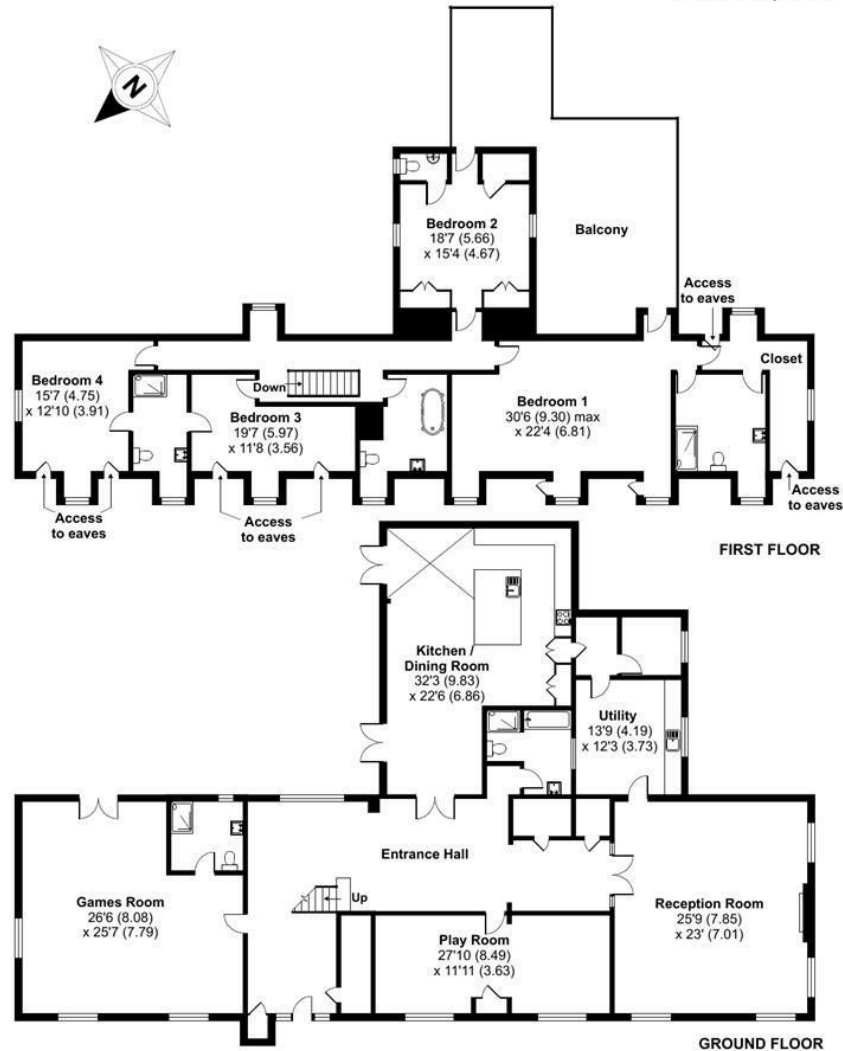 N
Bedroom 2
18'7 (5.66)
x 15'4 (4.67)
Balcony
Access
to eaves
Closet
Bedroom 4
15'7 (4.75)
x 12'10 (3.91)
Down
Bedroom 3
19'7 (5.97)
x 11'8 (3.56)
Bedroom 1
30'6 (9.30) max
x 22'4 (6.81)
Access
to eaves
Access
to eaves
Access
to eaves
FIRST FLOOR
Kitchen /
Dining Room
32'3 (9.83)
x 22'6 (6.86)
Utility
13'9 (4.19)
x 12'3 (3.73)
Entrance Hall
Up
Games Room
26'6 (8.08)
x 25'7 (7.79)
Play Room
27'10 (8.49)
x 11'11 (3.63)
Reception Room
25'9 (7.85)
x 23' (7.01)
GROUND FLOOR